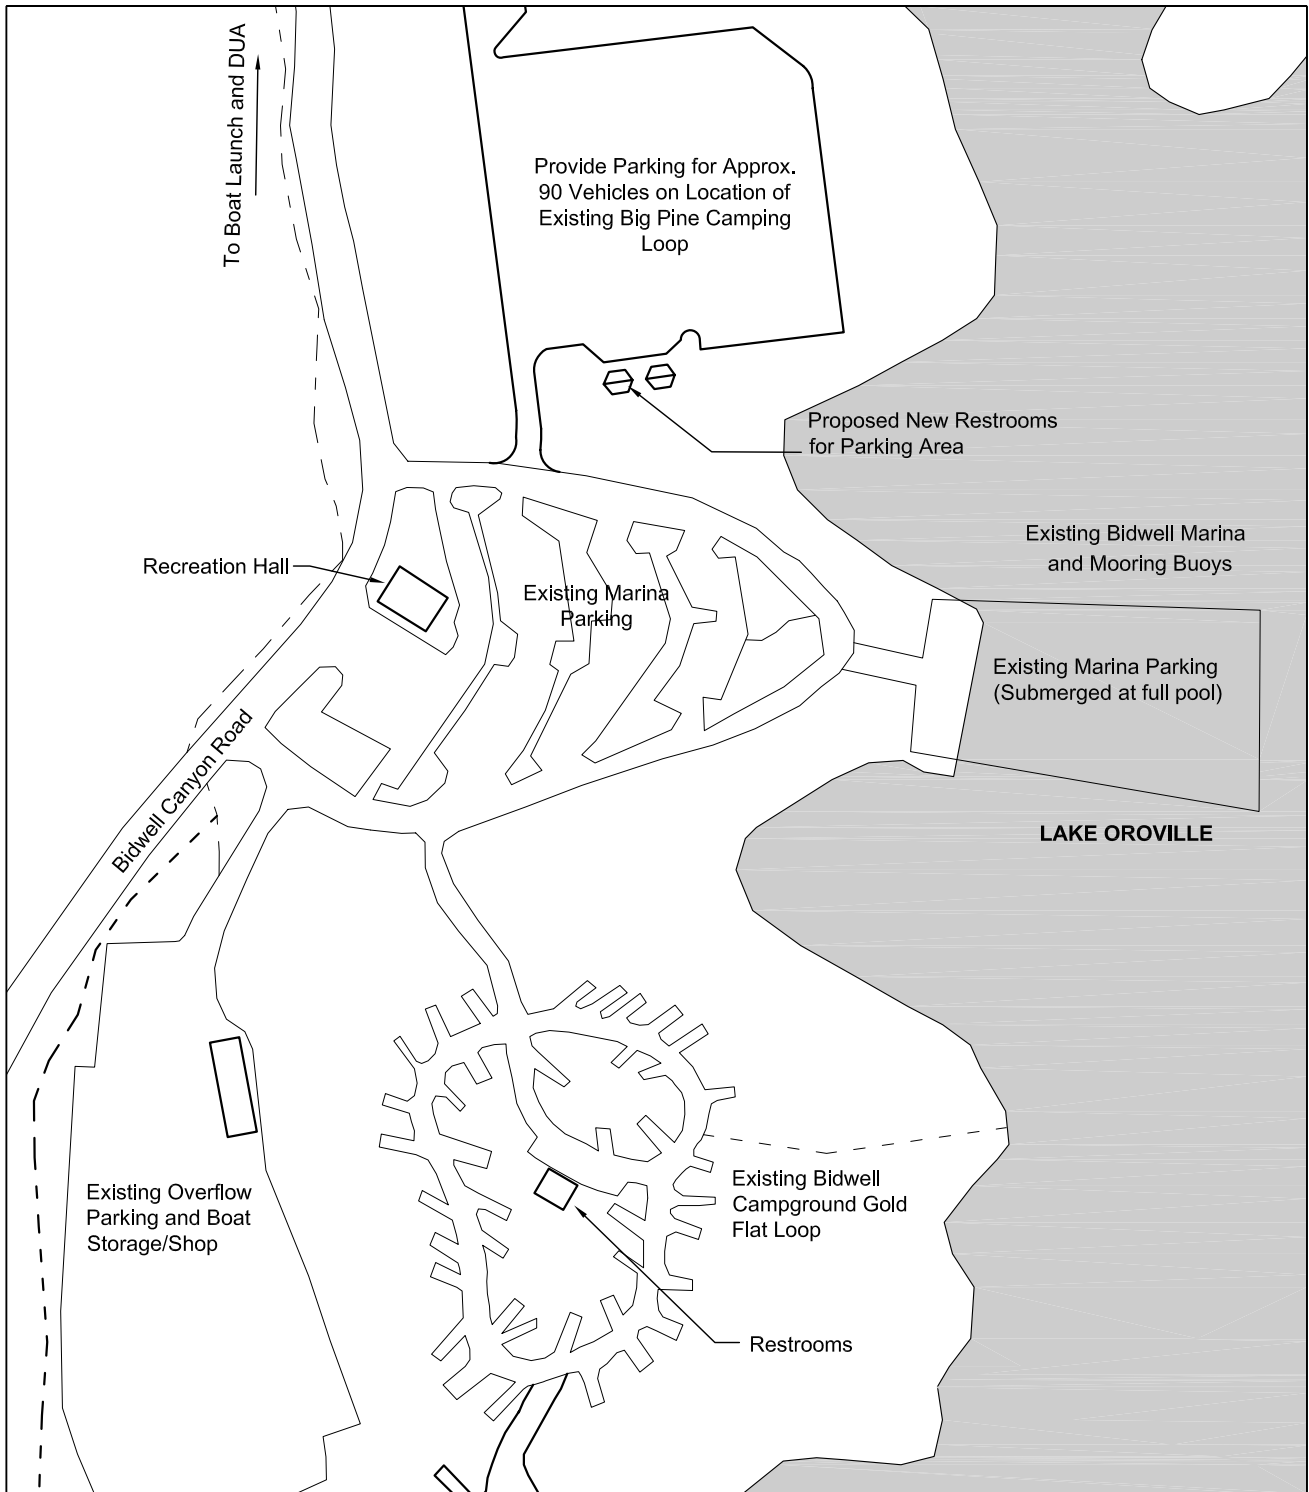 To Boat Launch and DUA
Provide Parking for Approx.
90 Vehicles on Location of
Existing Big Pine Camping
Loop
Proposed New Restrooms
for Parking Area
Existing Bidwell Marina
and Mooring Buoys
Recreation Hall
Existing Marina
Parking
Existing Marina Parking
(Submerged at full pool)
Bidwell Canyon Road
LAKE OROVILLE
Existing Overflow
Parking and Boat
Storage/Shop
Existing Bidwell
Campground Gold
Flat Loop
Restrooms